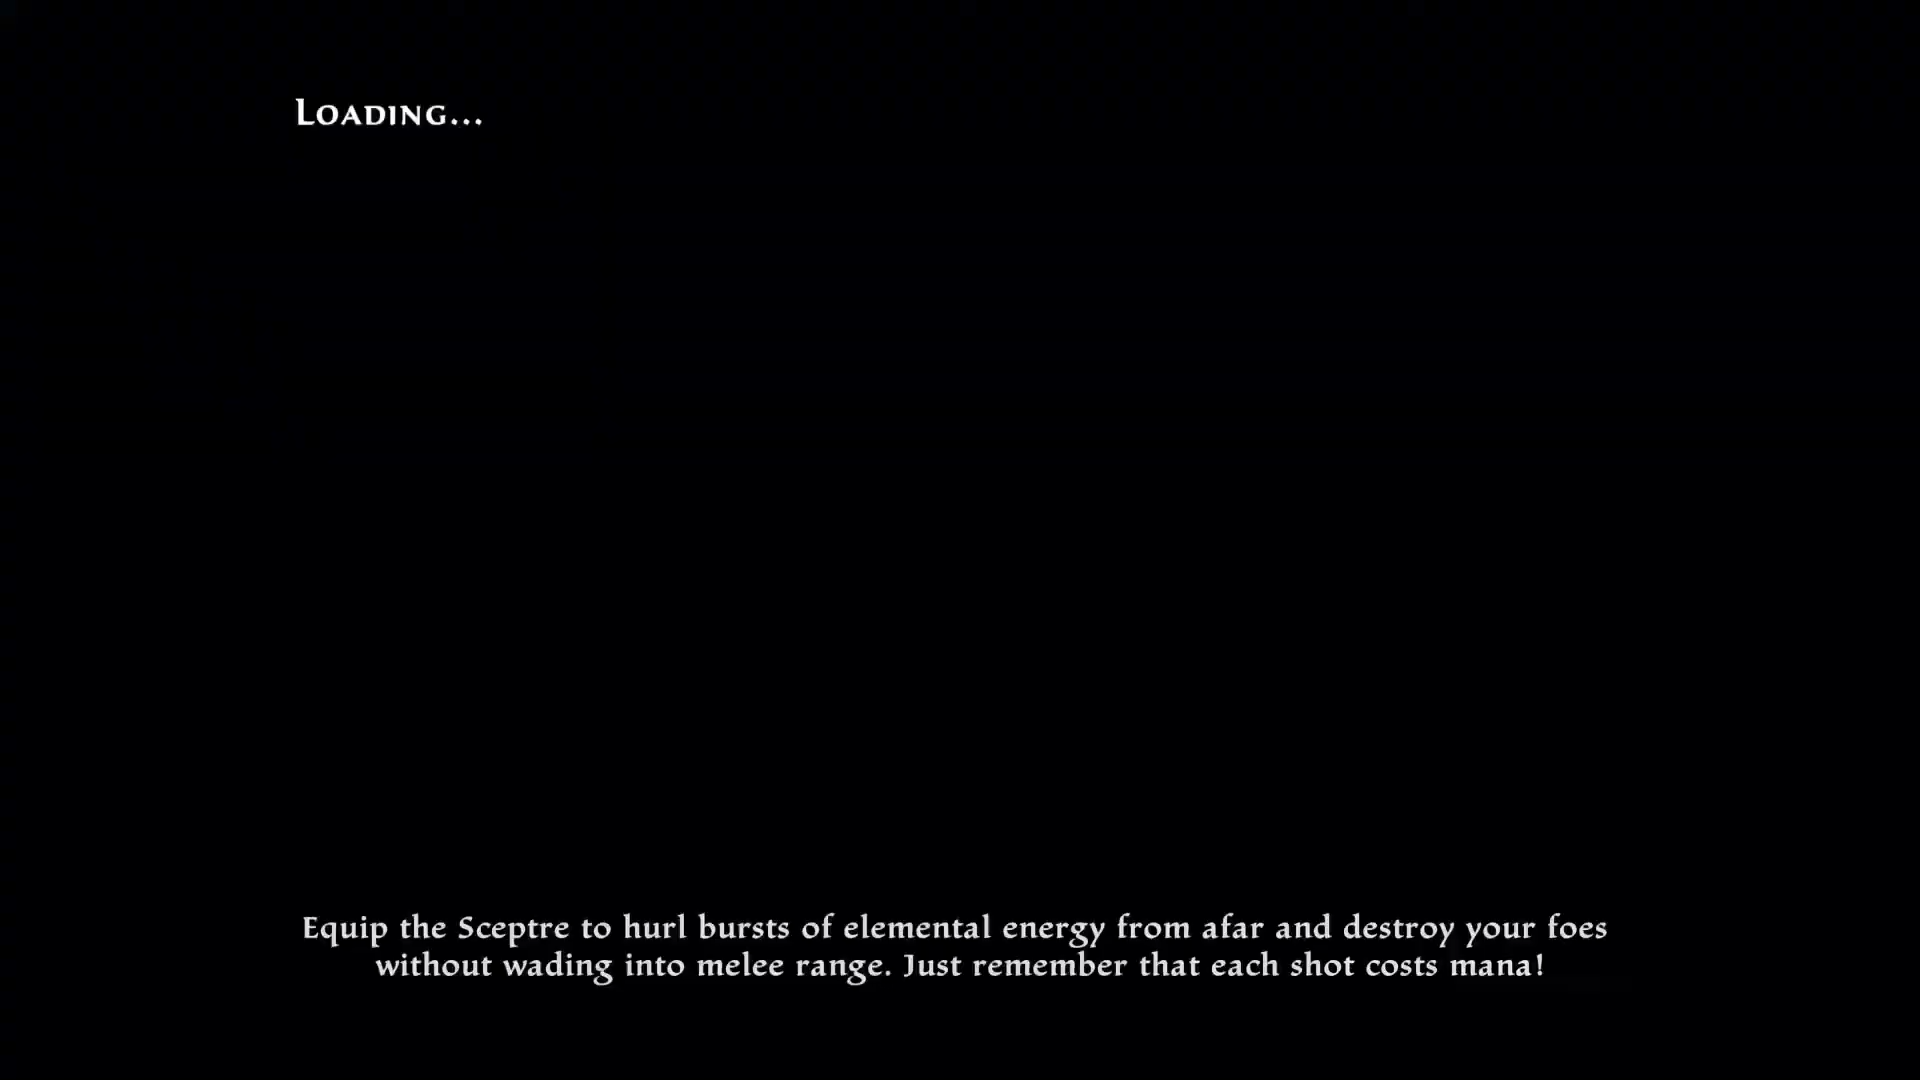 Loading...
Equip the Sceptre to hurl bursts of elemental energy from afar and destroy your foes
without wading into melee range. Just remember that each shot costs mana!